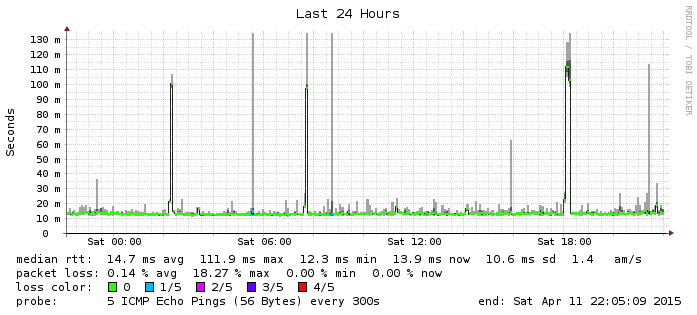 Last 24 Hours
RRDTOOL / TOBI OETIKER
Seconds
130 m
120 m
110 m
100 m
90 m
80 m
70 m
60 m
50 m
40 m
30 m
20 m
10 m
0
Sat 00:00 Sat 06:00 Sat 12:00 Sat 18:00
median rtt: 14.7 ms avg 111.9 ms max 12.3 ms min 13.9 ms now 10.6 ms sd 1.4 am/s
packet loss: 0.14 % avg 18.27 % max 0.00 % min 0.00 % now
loss color: 0 1/5 2/5 3/5 4/5
probe: 5 ICMP Echo Pings (56 Bytes) every 300s end: Sat Apr 11 22:05:09 2015